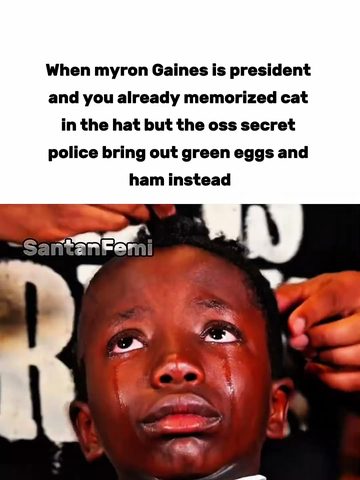 When myron Gaines is president
and you already memorized cat
in the hat but the oss secret
police bring out green eggs and
ham instead
SantanFemi